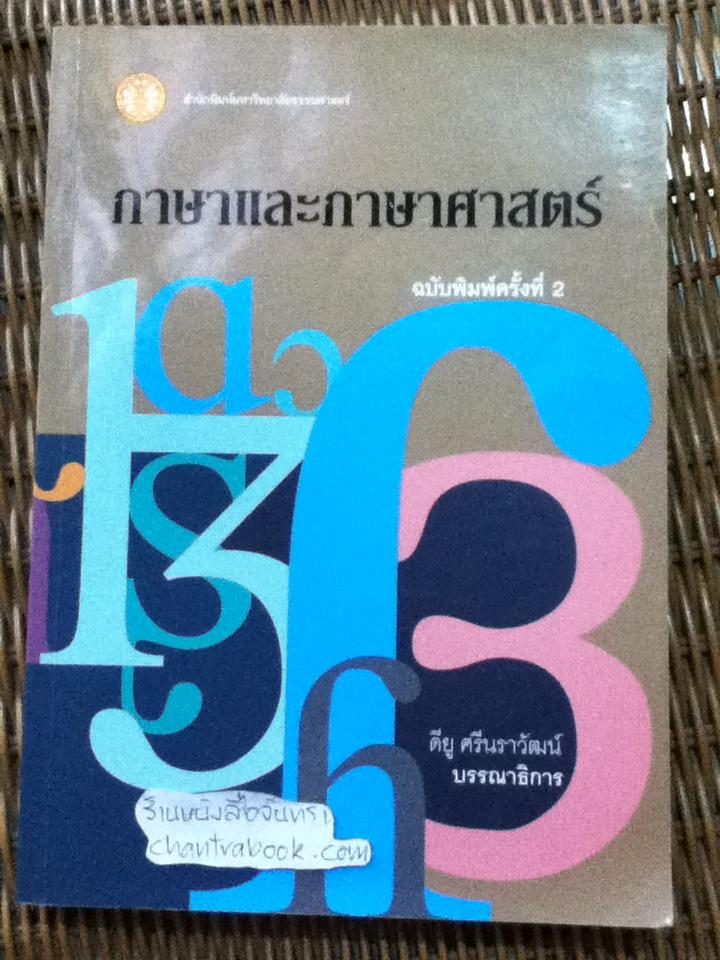 สำนักพิมพ์มหาวิทยาลัยธรรมศาสตร์
ภาษาและภาษาศาสตร์
ฉบับพิมพ์ครั้งที่ 2
ดียู ศรีนราวัฒน์
บรรณาธิการ
ร้านหนังสือจันทรา
chantrabook.com